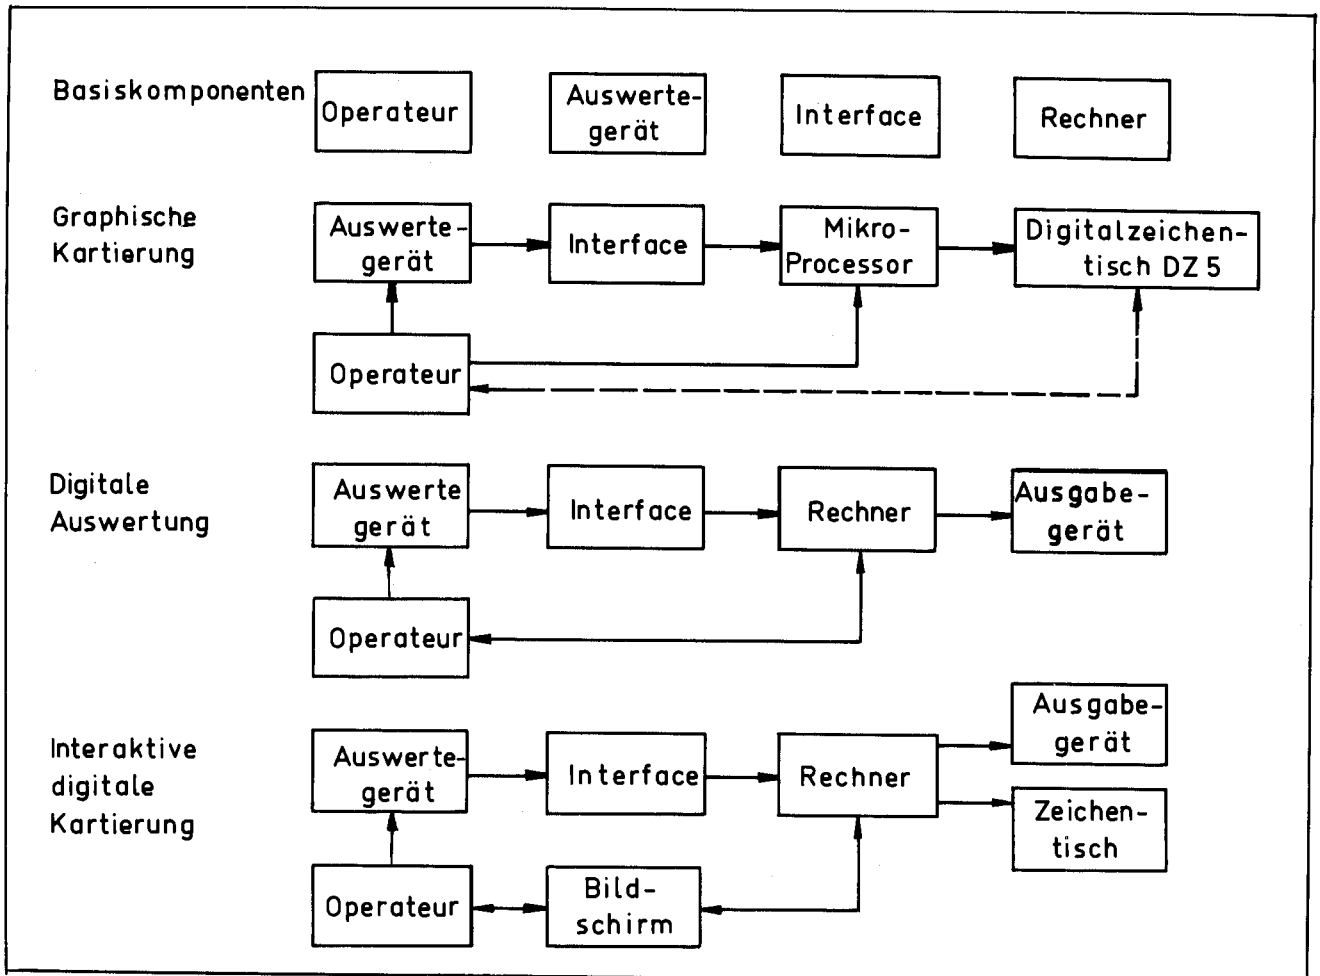 Basiskomponenten
Operateur
Auswerte-
gerät
Interface
Rechner
Graphische
Kartierung
Auswerte-
gerät
Interface
Mikro-
Processor
Digitalzeichen-
tisch DZ 5
Operateur
Digitale
Auswertung
Auswerte
gerät
Interface
Rechner
Ausgabe-
gerät
Operateur
Interaktive
digitale
Kartierung
Auswerte-
gerät
Interface
Rechner
Ausgabe-
gerät
Zeichen-
tisch
Operateur
Bild-
schirm